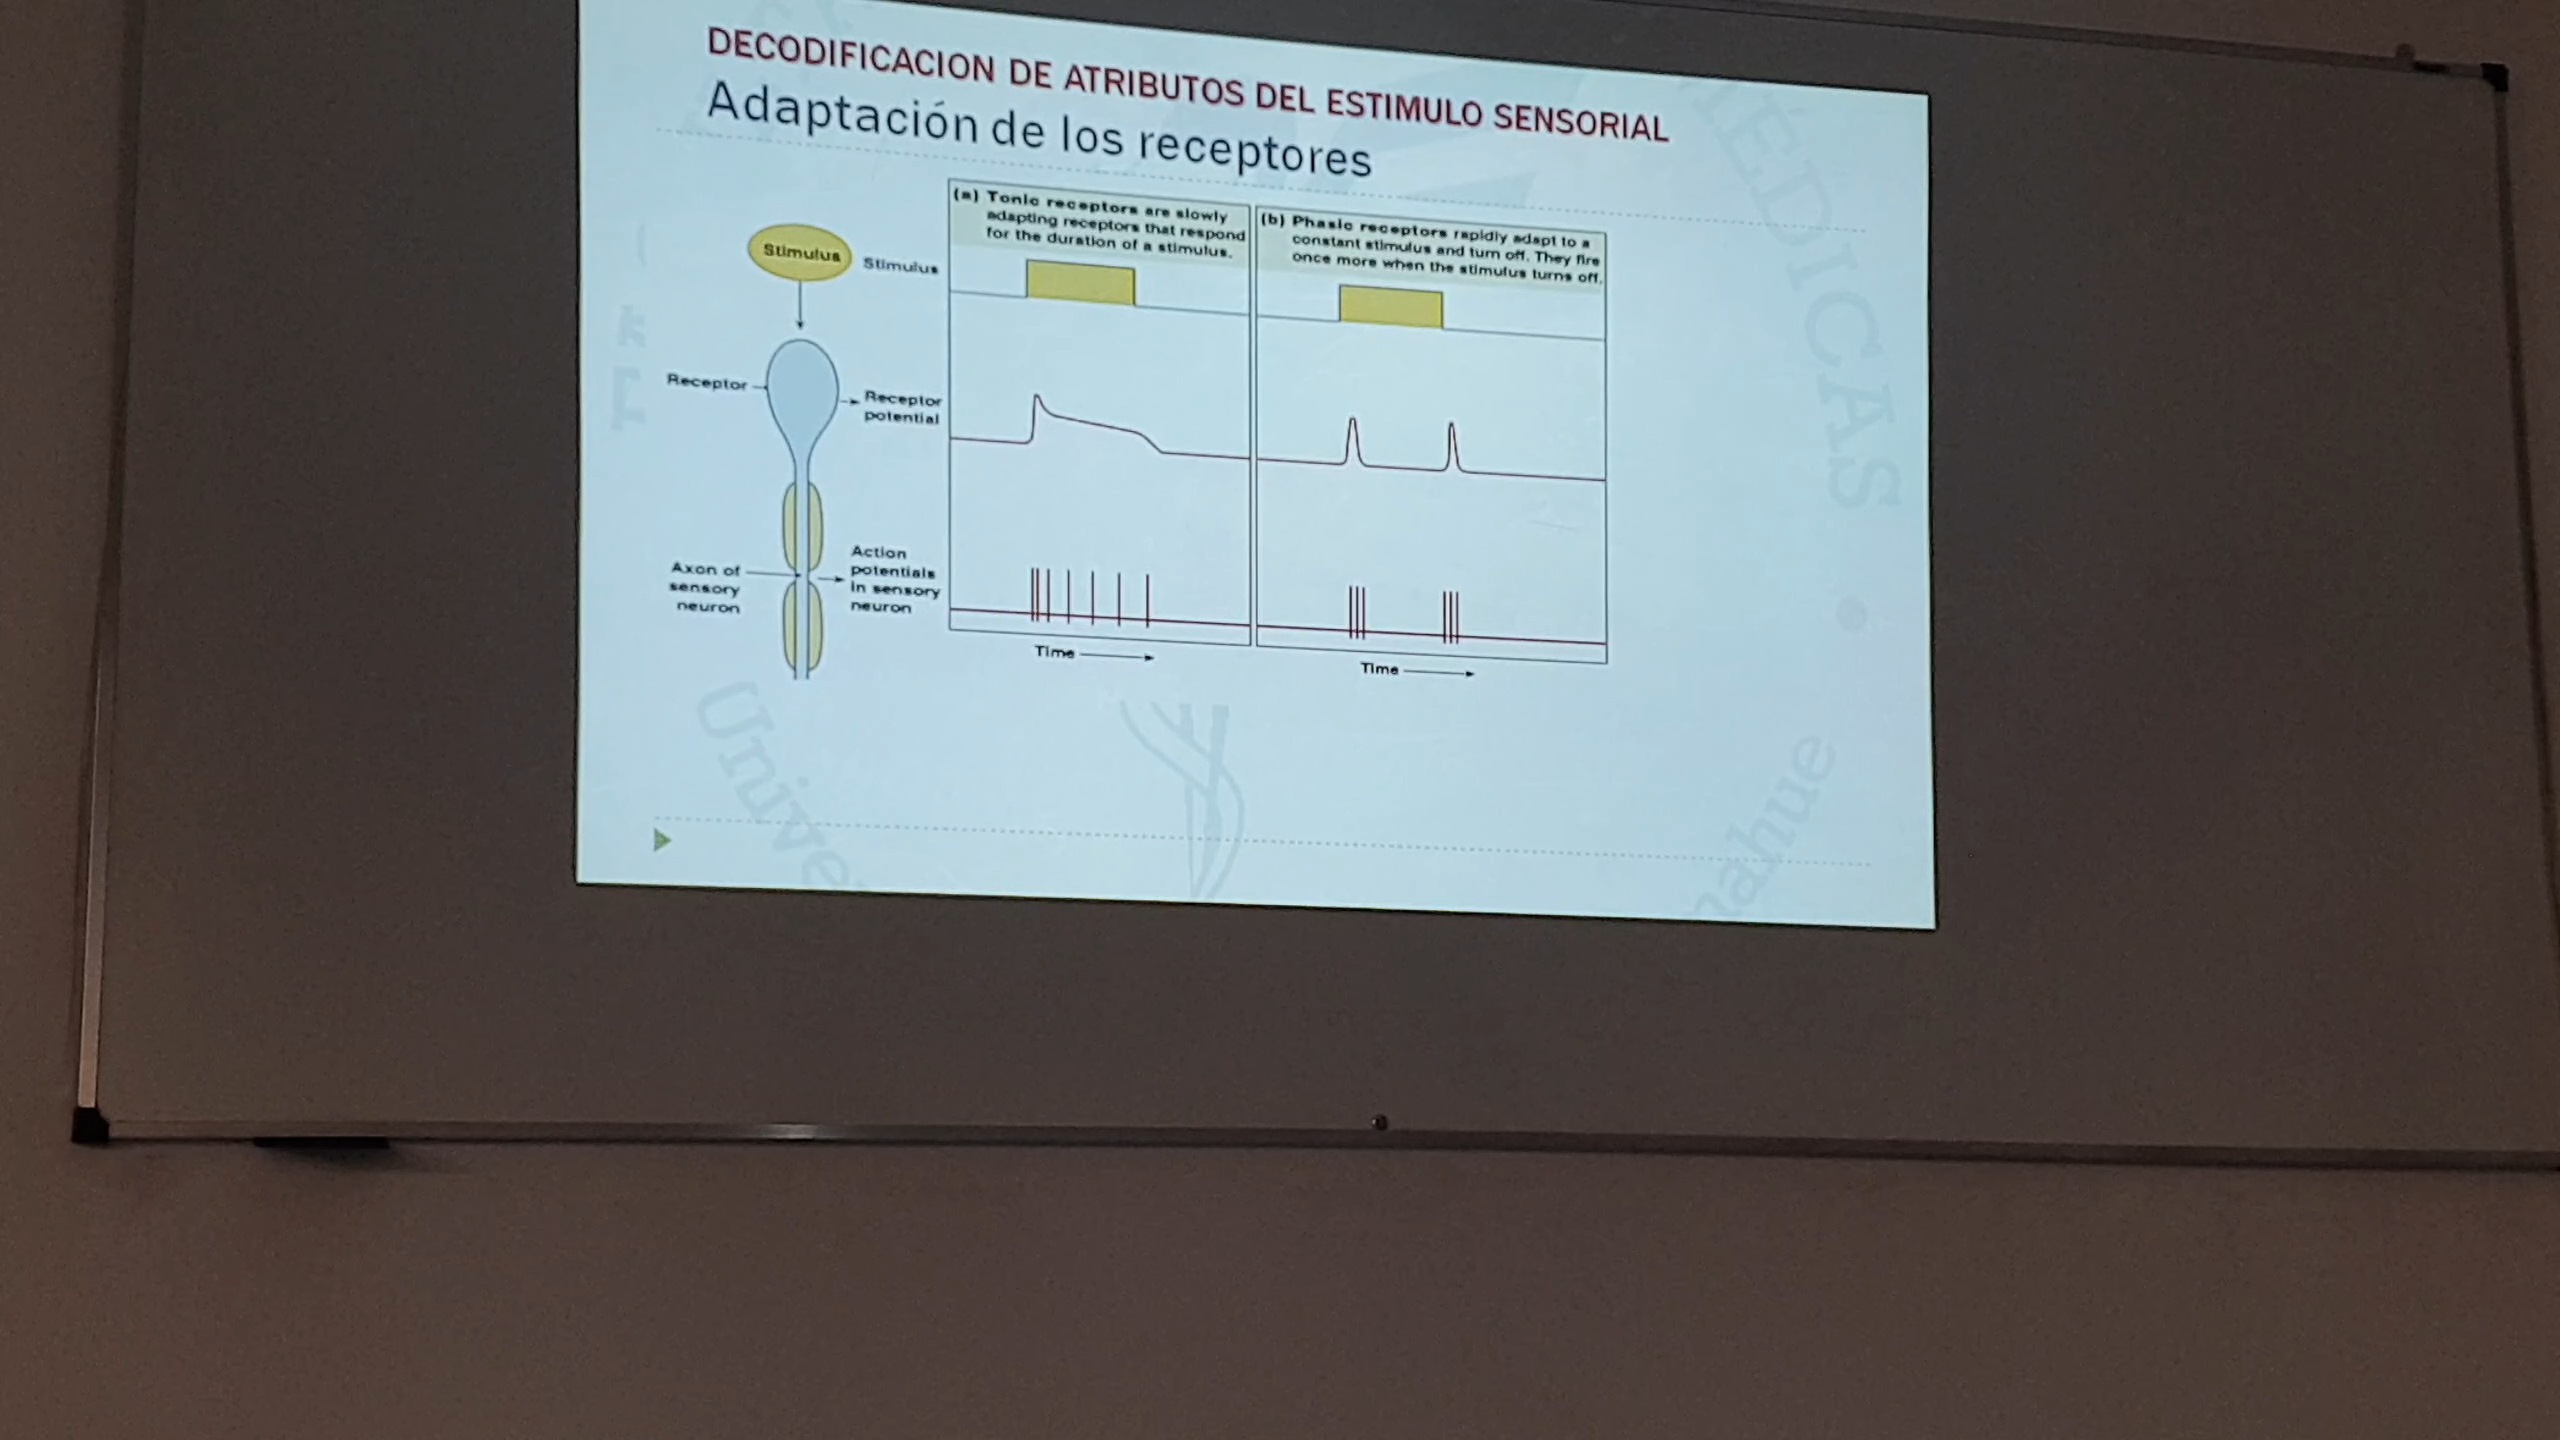 DECODIFICACION DE ATRIBUTOS DEL ESTIMULO SENSORIAL
Adaptación de los receptores
Stimulus
Stimulus
Receptor
Receptor
potential
Axon of
sensory
neuron
Action
potentials
in sensory
neuron
(a) Tonic receptors are slowly
adapting receptors that respond
for the duration of a stimulus.
Time
(b) Phasic receptors rapidly adapt to a
constant stimulus and turn off. They fire
once more when the stimulus turns off.
Time
MÉDICAS
Unive
nahue